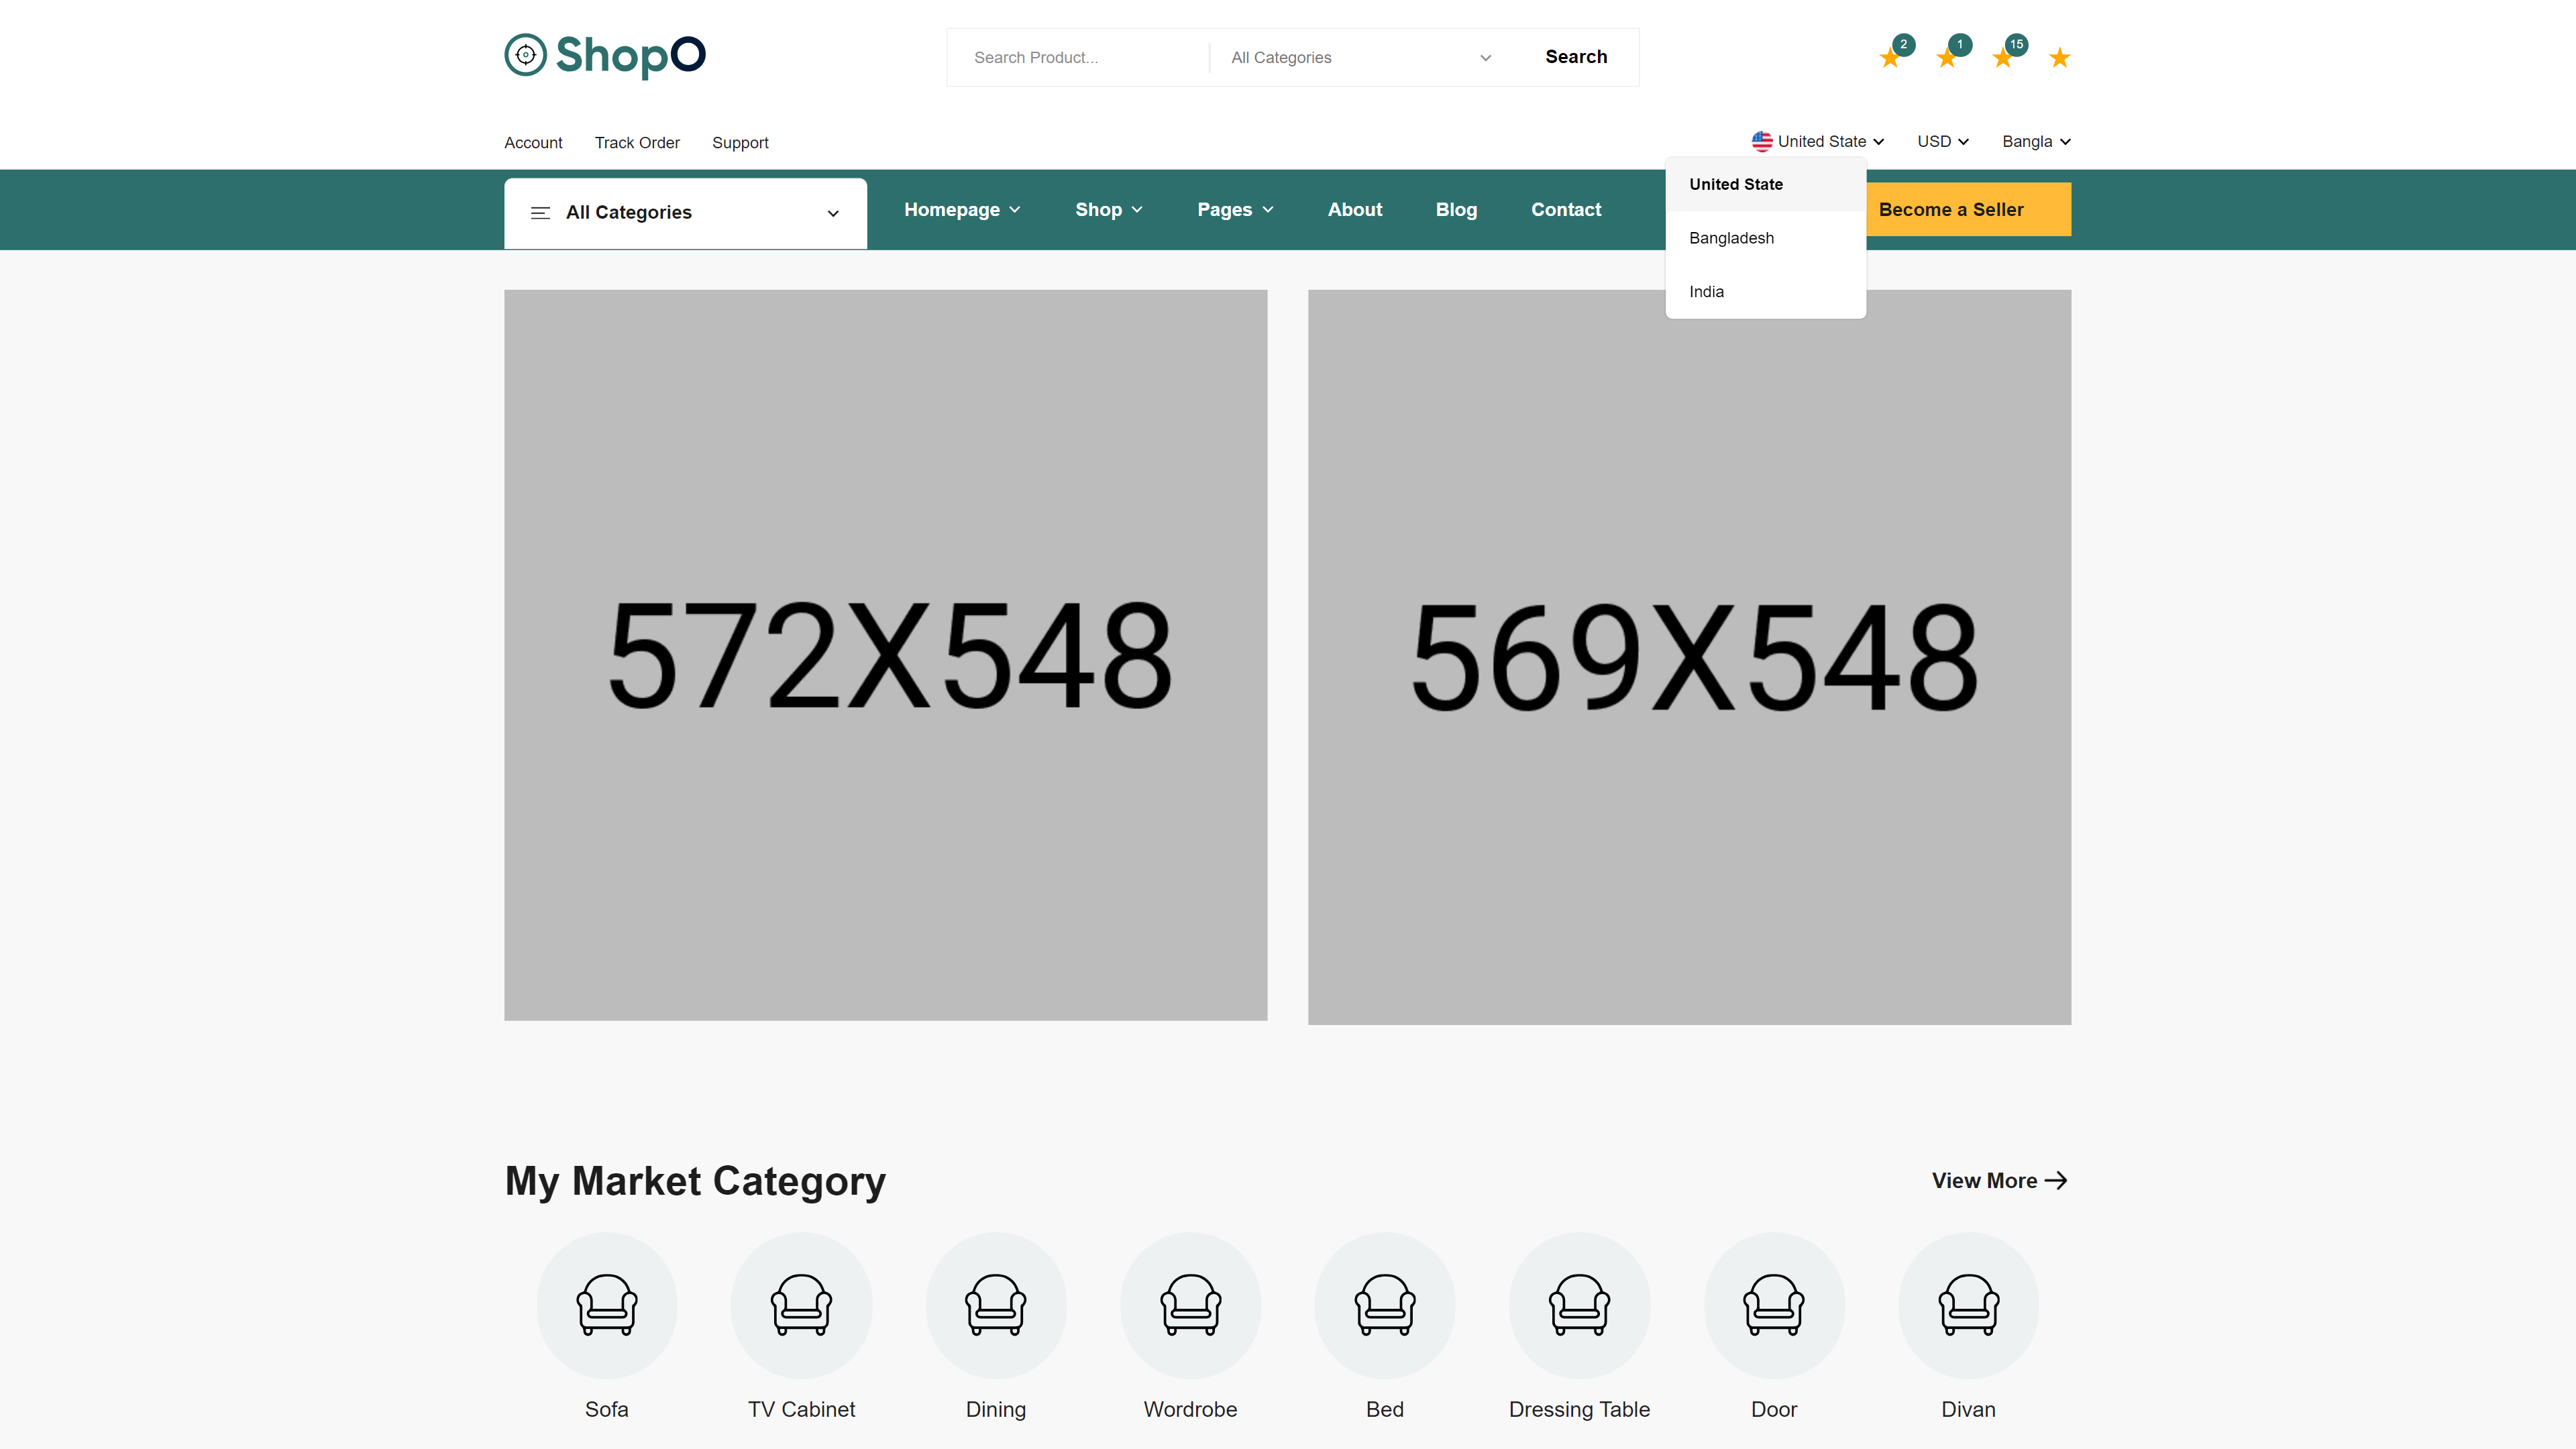 ShopO
Search Product...
All Categories
Search
2
1
15
Account
Track Order
Support
United State
USD
Bangla
All Categories
Homepage
Shop
Pages
About
Blog
Contact
United State
Bangladesh
India
Become a Seller
572X548
569X548
My Market Category
View More
Sofa
TV Cabinet
Dining
Wordrobe
Bed
Dressing Table
Door
Divan